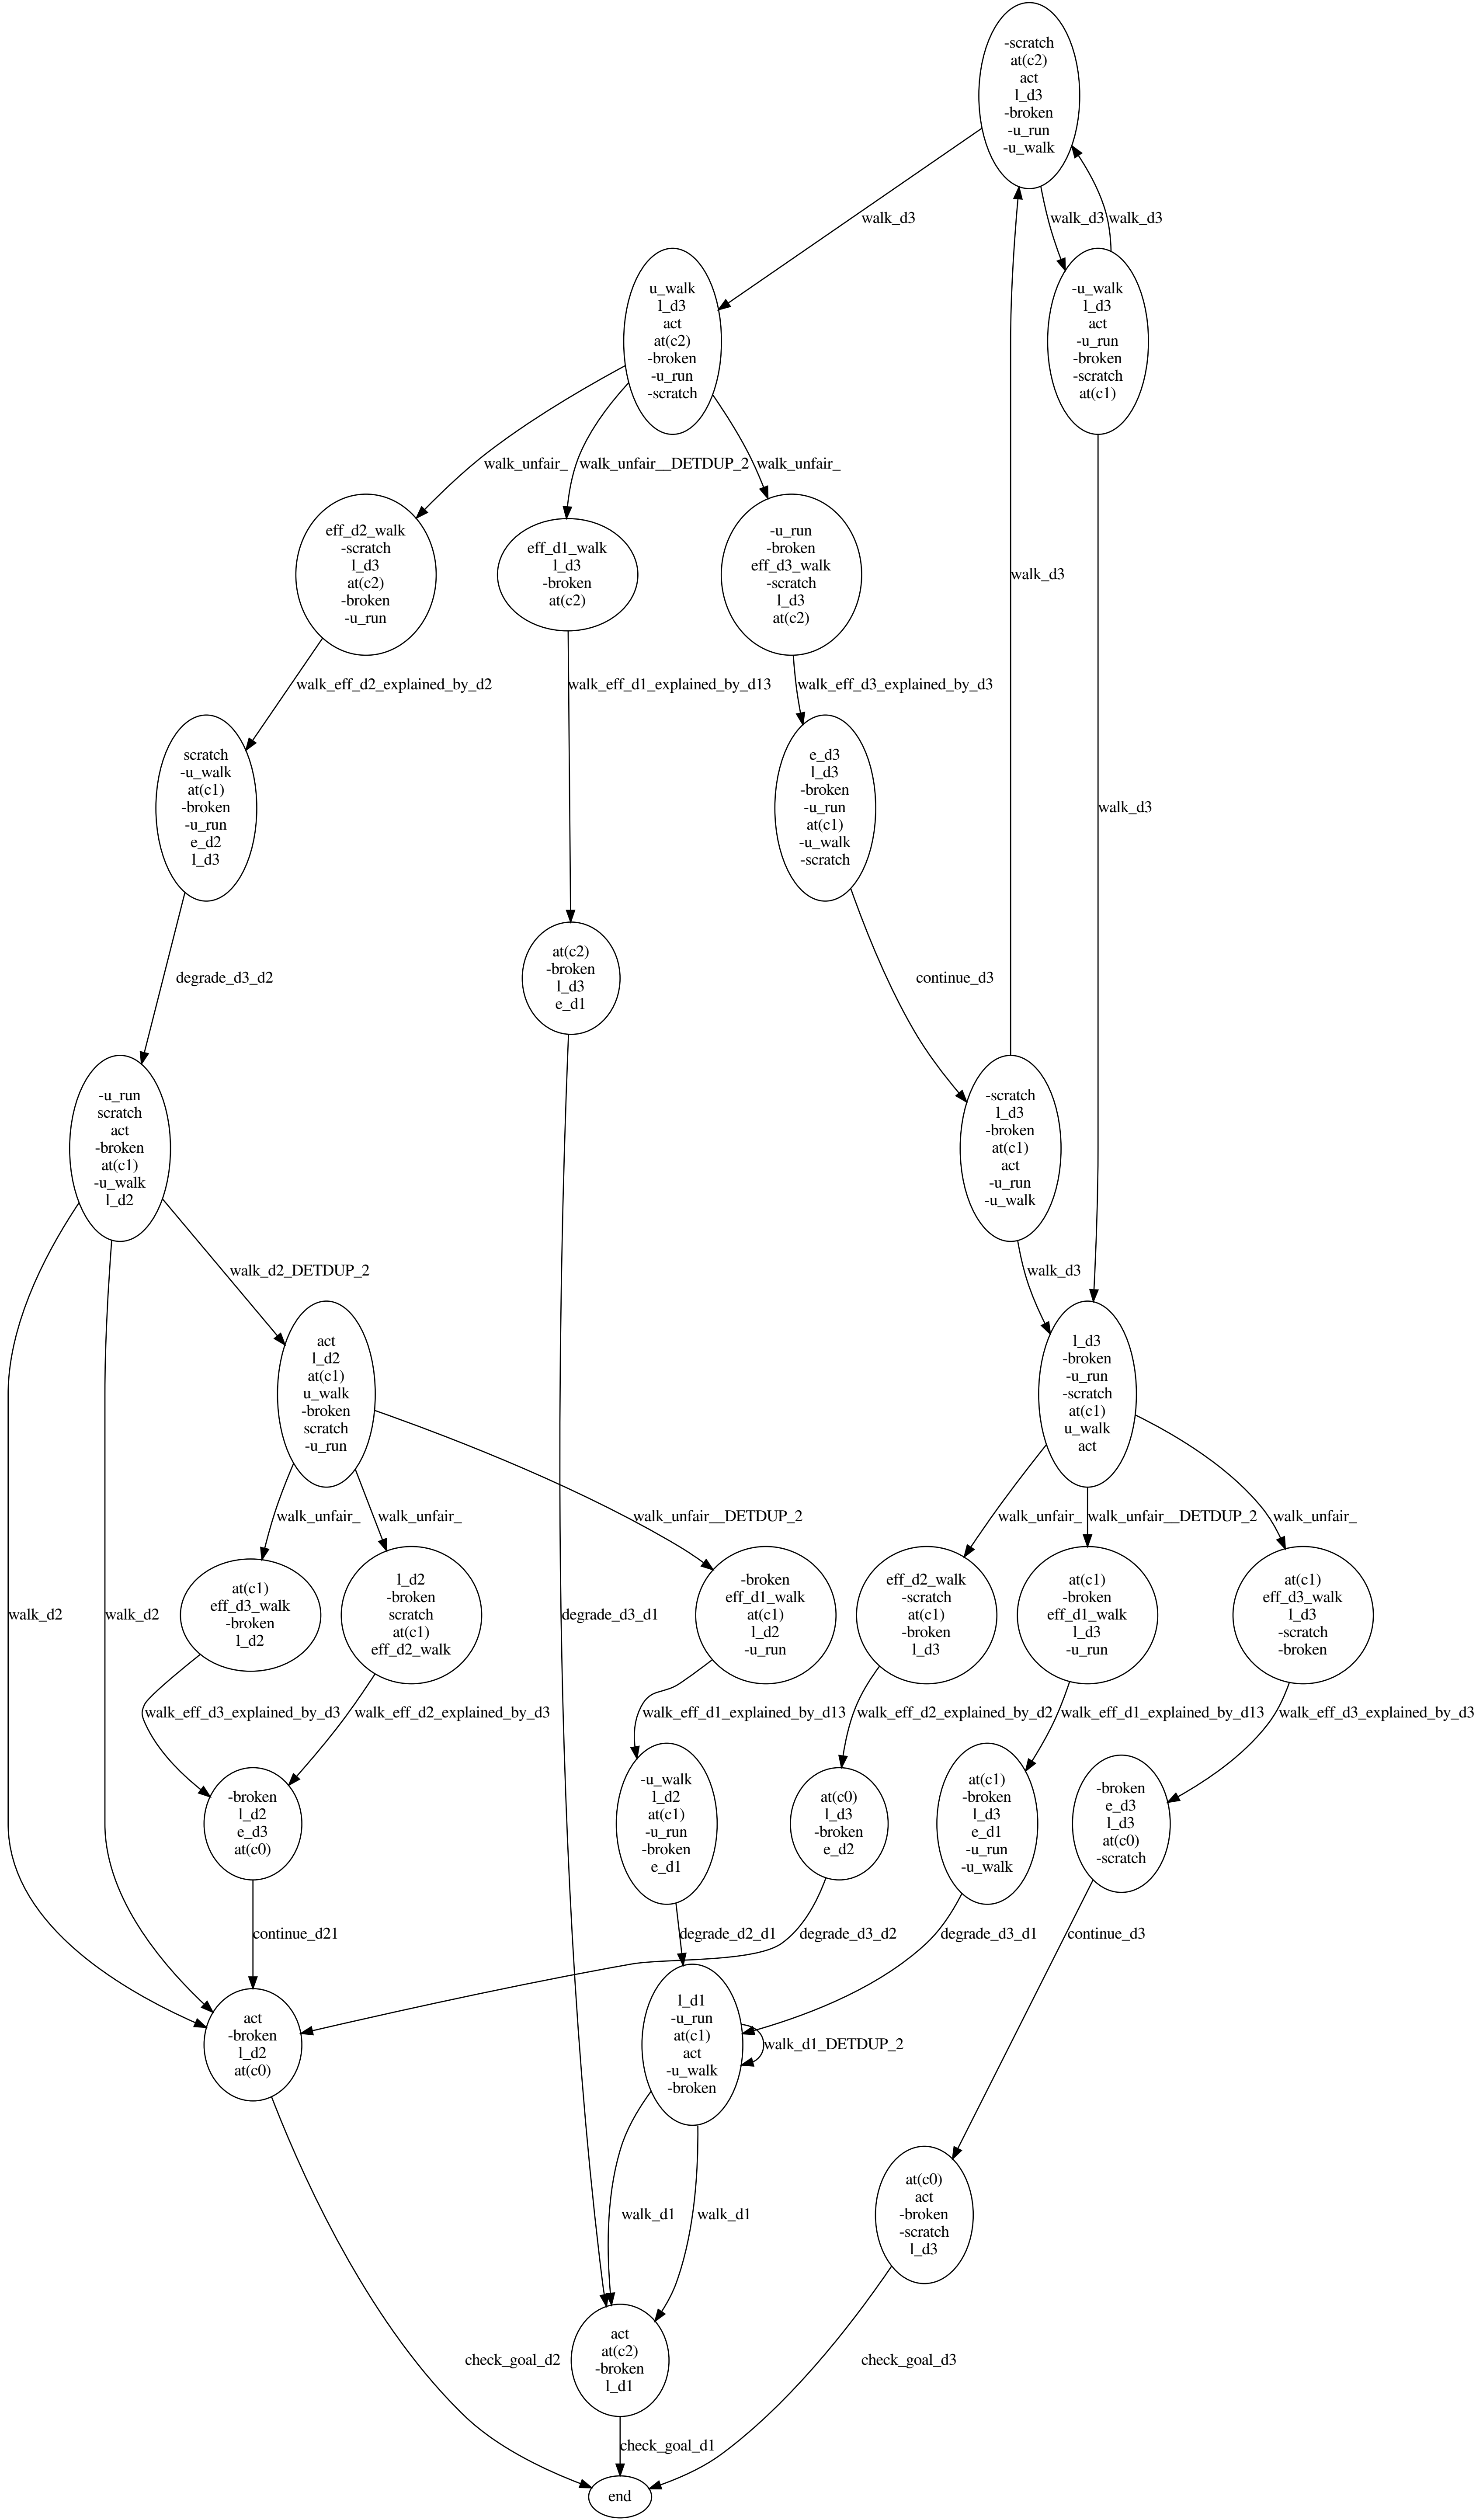 -scratch
at(c2)
act
l_d3
-broken
-u_run
-u_walk
walk_d3
walk_d3
walk_d3
u_walk
l_d3
act
at(c2)
-broken
-u_run
-scratch
-u_walk
l_d3
act
-u_run
-broken
-scratch
at(c1)
walk_unfair_
walk_unfair__DETDUP_2
walk_unfair_
eff_d2_walk
-scratch
l_d3
at(c2)
-broken
-u_run
eff_d1_walk
l_d3
-broken
at(c2)
-u_run
-broken
eff_d3_walk
-scratch
l_d3
at(c2)
walk_d3
walk_eff_d2_explained_by_d2
walk_eff_d1_explained_by_d13
walk_eff_d3_explained_by_d3
scratch
-u_walk
at(c1)
-broken
-u_run
e_d2
l_d3
e_d3
l_d3
-broken
-u_run
at(c1)
-u_walk
-scratch
walk_d3
at(c2)
-broken
l_d3
e_d1
degrade_d3_d2
continue_d3
-u_run
scratch
act
-broken
at(c1)
-u_walk
l_d2
-scratch
l_d3
-broken
at(c1)
act
-u_run
-u_walk
walk_d2_DETDUP_2
walk_d3
act
l_d2
at(c1)
u_walk
-broken
scratch
-u_run
l_d3
-broken
-u_run
-scratch
at(c1)
u_walk
act
walk_unfair_
walk_unfair_
walk_unfair__DETDUP_2
walk_unfair_
walk_unfair__DETDUP_2
walk_unfair_
walk_d2
walk_d2
at(c1)
eff_d3_walk
-broken
l_d2
l_d2
-broken
scratch
at(c1)
eff_d2_walk
degrade_d3_d1
-broken
eff_d1_walk
at(c1)
l_d2
-u_run
eff_d2_walk
-scratch
at(c1)
-broken
l_d3
at(c1)
-broken
eff_d1_walk
l_d3
-u_run
at(c1)
eff_d3_walk
l_d3
-scratch
-broken
walk_eff_d3_explained_by_d3
walk_eff_d2_explained_by_d3
walk_eff_d1_explained_by_d13
walk_eff_d2_explained_by_d2
walk_eff_d1_explained_by_d13
walk_eff_d3_explained_by_d3
-broken
l_d2
e_d3
at(c0)
-u_walk
l_d2
at(c1)
-u_run
-broken
e_d1
at(c0)
l_d3
-broken
e_d2
at(c1)
-broken
l_d3
e_d1
-u_run
-u_walk
-broken
e_d3
l_d3
at(c0)
-scratch
continue_d21
degrade_d2_d1
degrade_d3_d2
degrade_d3_d1
continue_d3
act
-broken
l_d2
at(c0)
l_d1
-u_run
at(c1)
act
-u_walk
-broken
walk_d1_DETDUP_2
walk_d1
walk_d1
at(c0)
act
-broken
-scratch
l_d3
check_goal_d2
act
at(c2)
-broken
l_d1
check_goal_d3
check_goal_d1
end